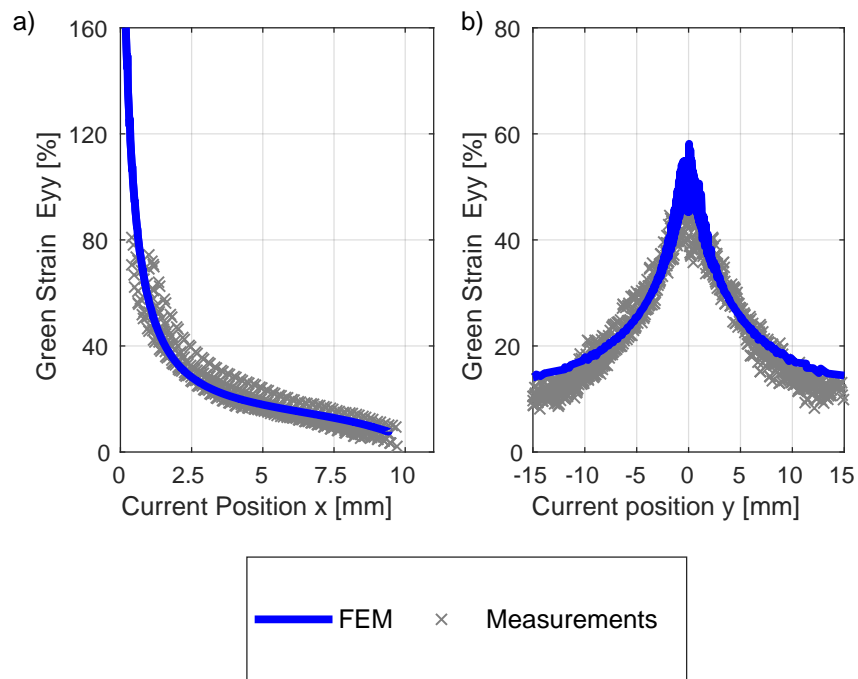 a)
160
120
80
40
0
Green Strain Eyy [%]
0 2.5 5 7.5 10
Current Position x [mm]
b)
80
60
40
20
0
Green Strain Eyy [%]
-15 -10 -5 0 5 10 15
Current position y [mm]
FEM Measurements